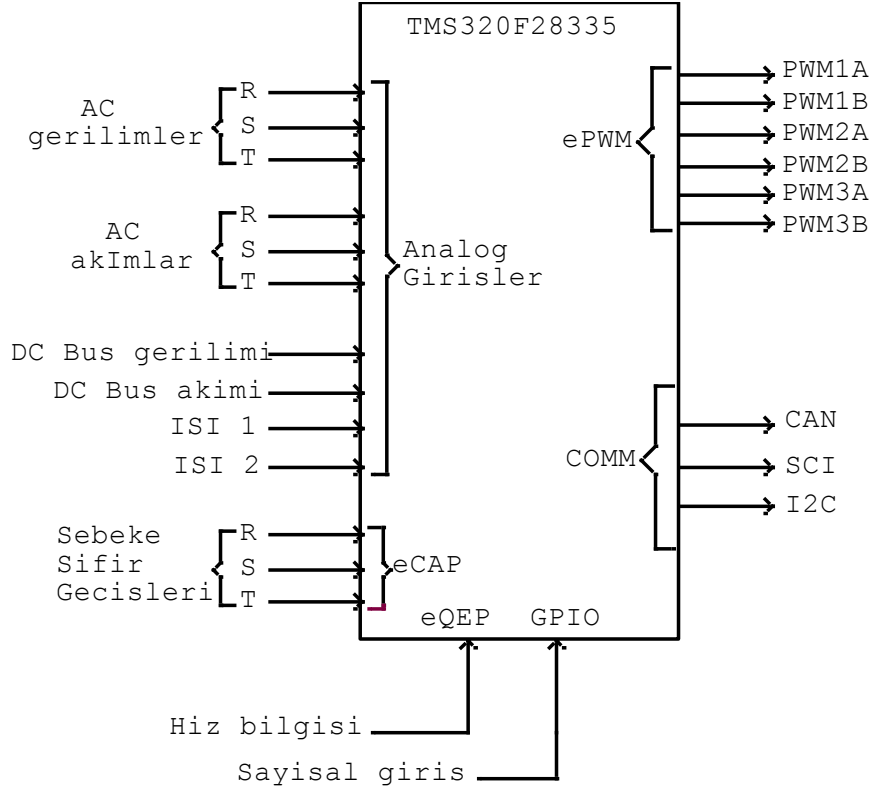 TMS320F28335
AC
gerilimler
R
S
T
AC
akImlar
R
S
T
DC Bus gerilimi
DC Bus akimi
ISI 1
ISI 2
Analog
Girisler
Sebeke
Sifir
Gecisleri
R
S
T
eCAP
ePWM
PWM1A
PWM1B
PWM2A
PWM2B
PWM3A
PWM3B
COMM
CAN
SCI
I2C
eQEP
GPIO
Hiz bilgisi
Sayisal giris